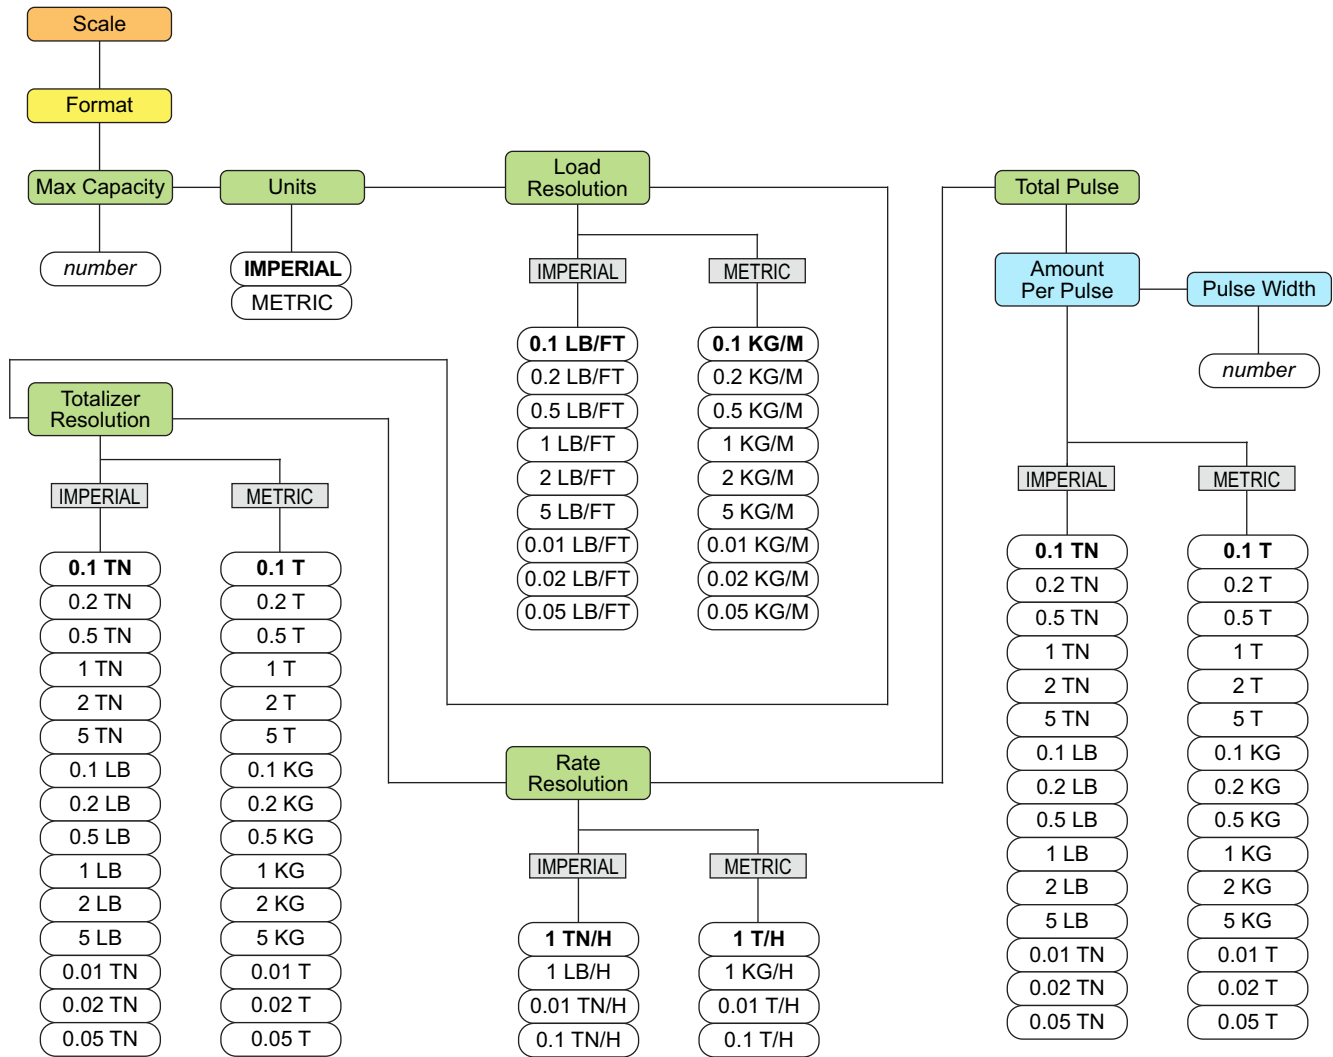 Scale
Format
Max Capacity
number
Units
IMPERIAL
METRIC
Load
Resolution
IMPERIAL
0.1 LB/FT
0.2 LB/FT
0.5 LB/FT
1 LB/FT
2 LB/FT
5 LB/FT
0.01 LB/FT
0.02 LB/FT
0.05 LB/FT
METRIC
0.1 KG/M
0.2 KG/M
0.5 KG/M
1 KG/M
2 KG/M
5 KG/M
0.01 KG/M
0.02 KG/M
0.05 KG/M
Totalizer
Resolution
IMPERIAL
0.1 TN
0.2 TN
0.5 TN
1 TN
2 TN
5 TN
0.1 LB
0.2 LB
0.5 LB
1 LB
2 LB
5 LB
0.01 TN
0.02 TN
0.05 TN
METRIC
0.1 T
0.2 T
0.5 T
1 T
2 T
5 T
0.1 KG
0.2 KG
0.5 KG
1 KG
2 KG
5 KG
0.01 T
0.02 T
0.05 T
Rate
Resolution
IMPERIAL
1 TN/H
1 LB/H
0.01 TN/H
0.1 TN/H
METRIC
1 T/H
1 KG/H
0.01 T/H
0.1 T/H
Total Pulse
Amount
Per Pulse
IMPERIAL
0.1 TN
0.2 TN
0.5 TN
1 TN
2 TN
5 TN
0.1 LB
0.2 LB
0.5 LB
1 LB
2 LB
5 LB
0.01 TN
0.02 TN
0.05 TN
METRIC
0.1 T
0.2 T
0.5 T
1 T
2 T
5 T
0.1 KG
0.2 KG
0.5 KG
1 KG
2 KG
5 KG
0.01 T
0.02 T
0.05 T
Pulse Width
number